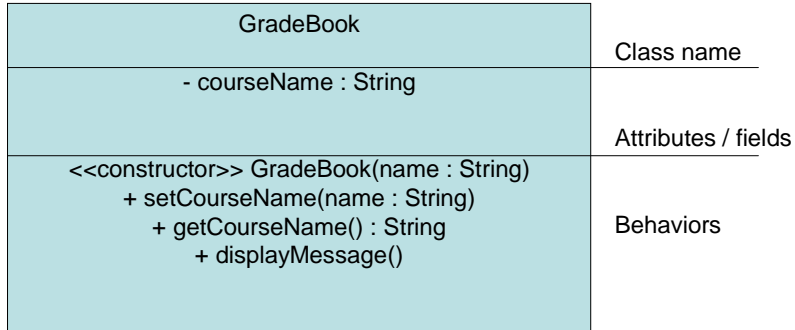 GradeBook
Class name
- courseName : String
Attributes / fields
<<constructor>> GradeBook(name : String)
+ setCourseName(name : String)
+ getCourseName() : String
Behaviors
+ displayMessage()